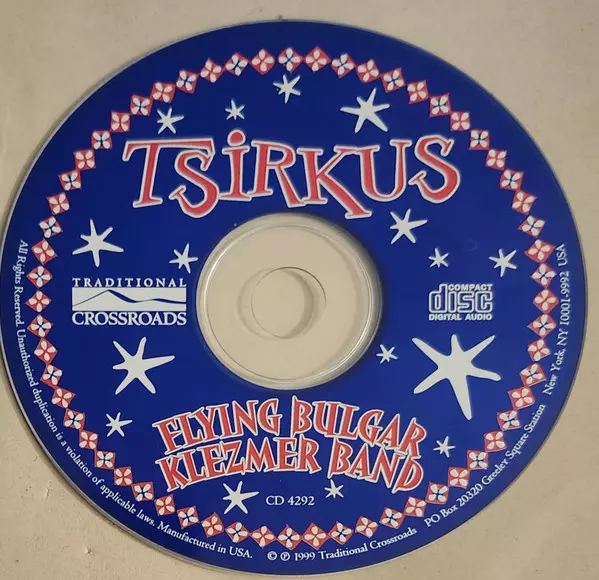 TSiRKUS
TRADITIONAL
CROSSROADS
COMPACT
disc
DIGITAL AUDIO
FLYING BULGAR
KLEZMER BAND
CD 4292
All Rights Reserved. Unauthorized duplication is a violation of applicable laws. Manufactured in USA. © ℗ 1999 Traditional Crossroads PO Box 20320 Greeley Square Station New York, NY 10001-9992 USA